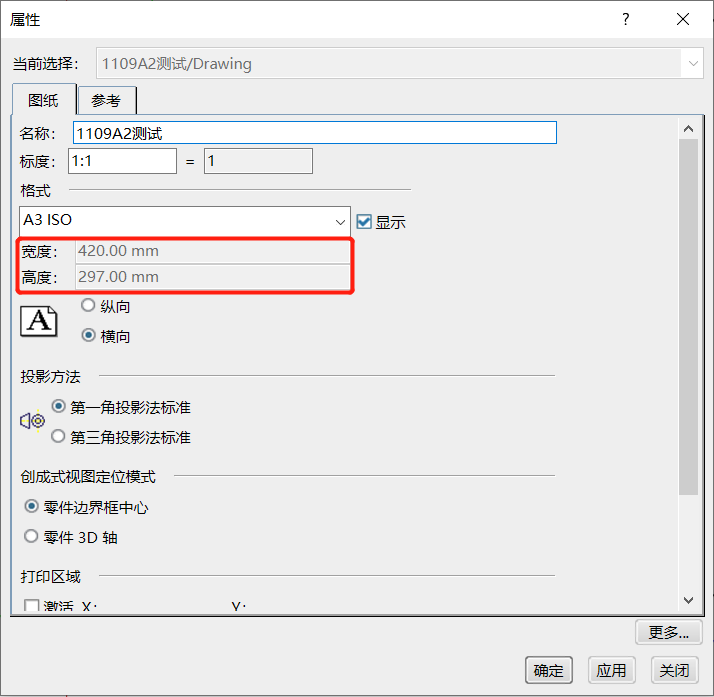 属性
当前选择： 1109A2测试/Drawing
图纸 参考
名称： 1109A2测试
标度： 1:1 = 1
格式
A3 ISO 显示
宽度： 420.00 mm
高度： 297.00 mm
A 纵向
横向
投影方法
第一角投影法标准
第三角投影法标准
创成式视图定位模式
零件边界框中心
零件 3D 轴
打印区域
激活 X: Y:
更多...
确定 应用 关闭